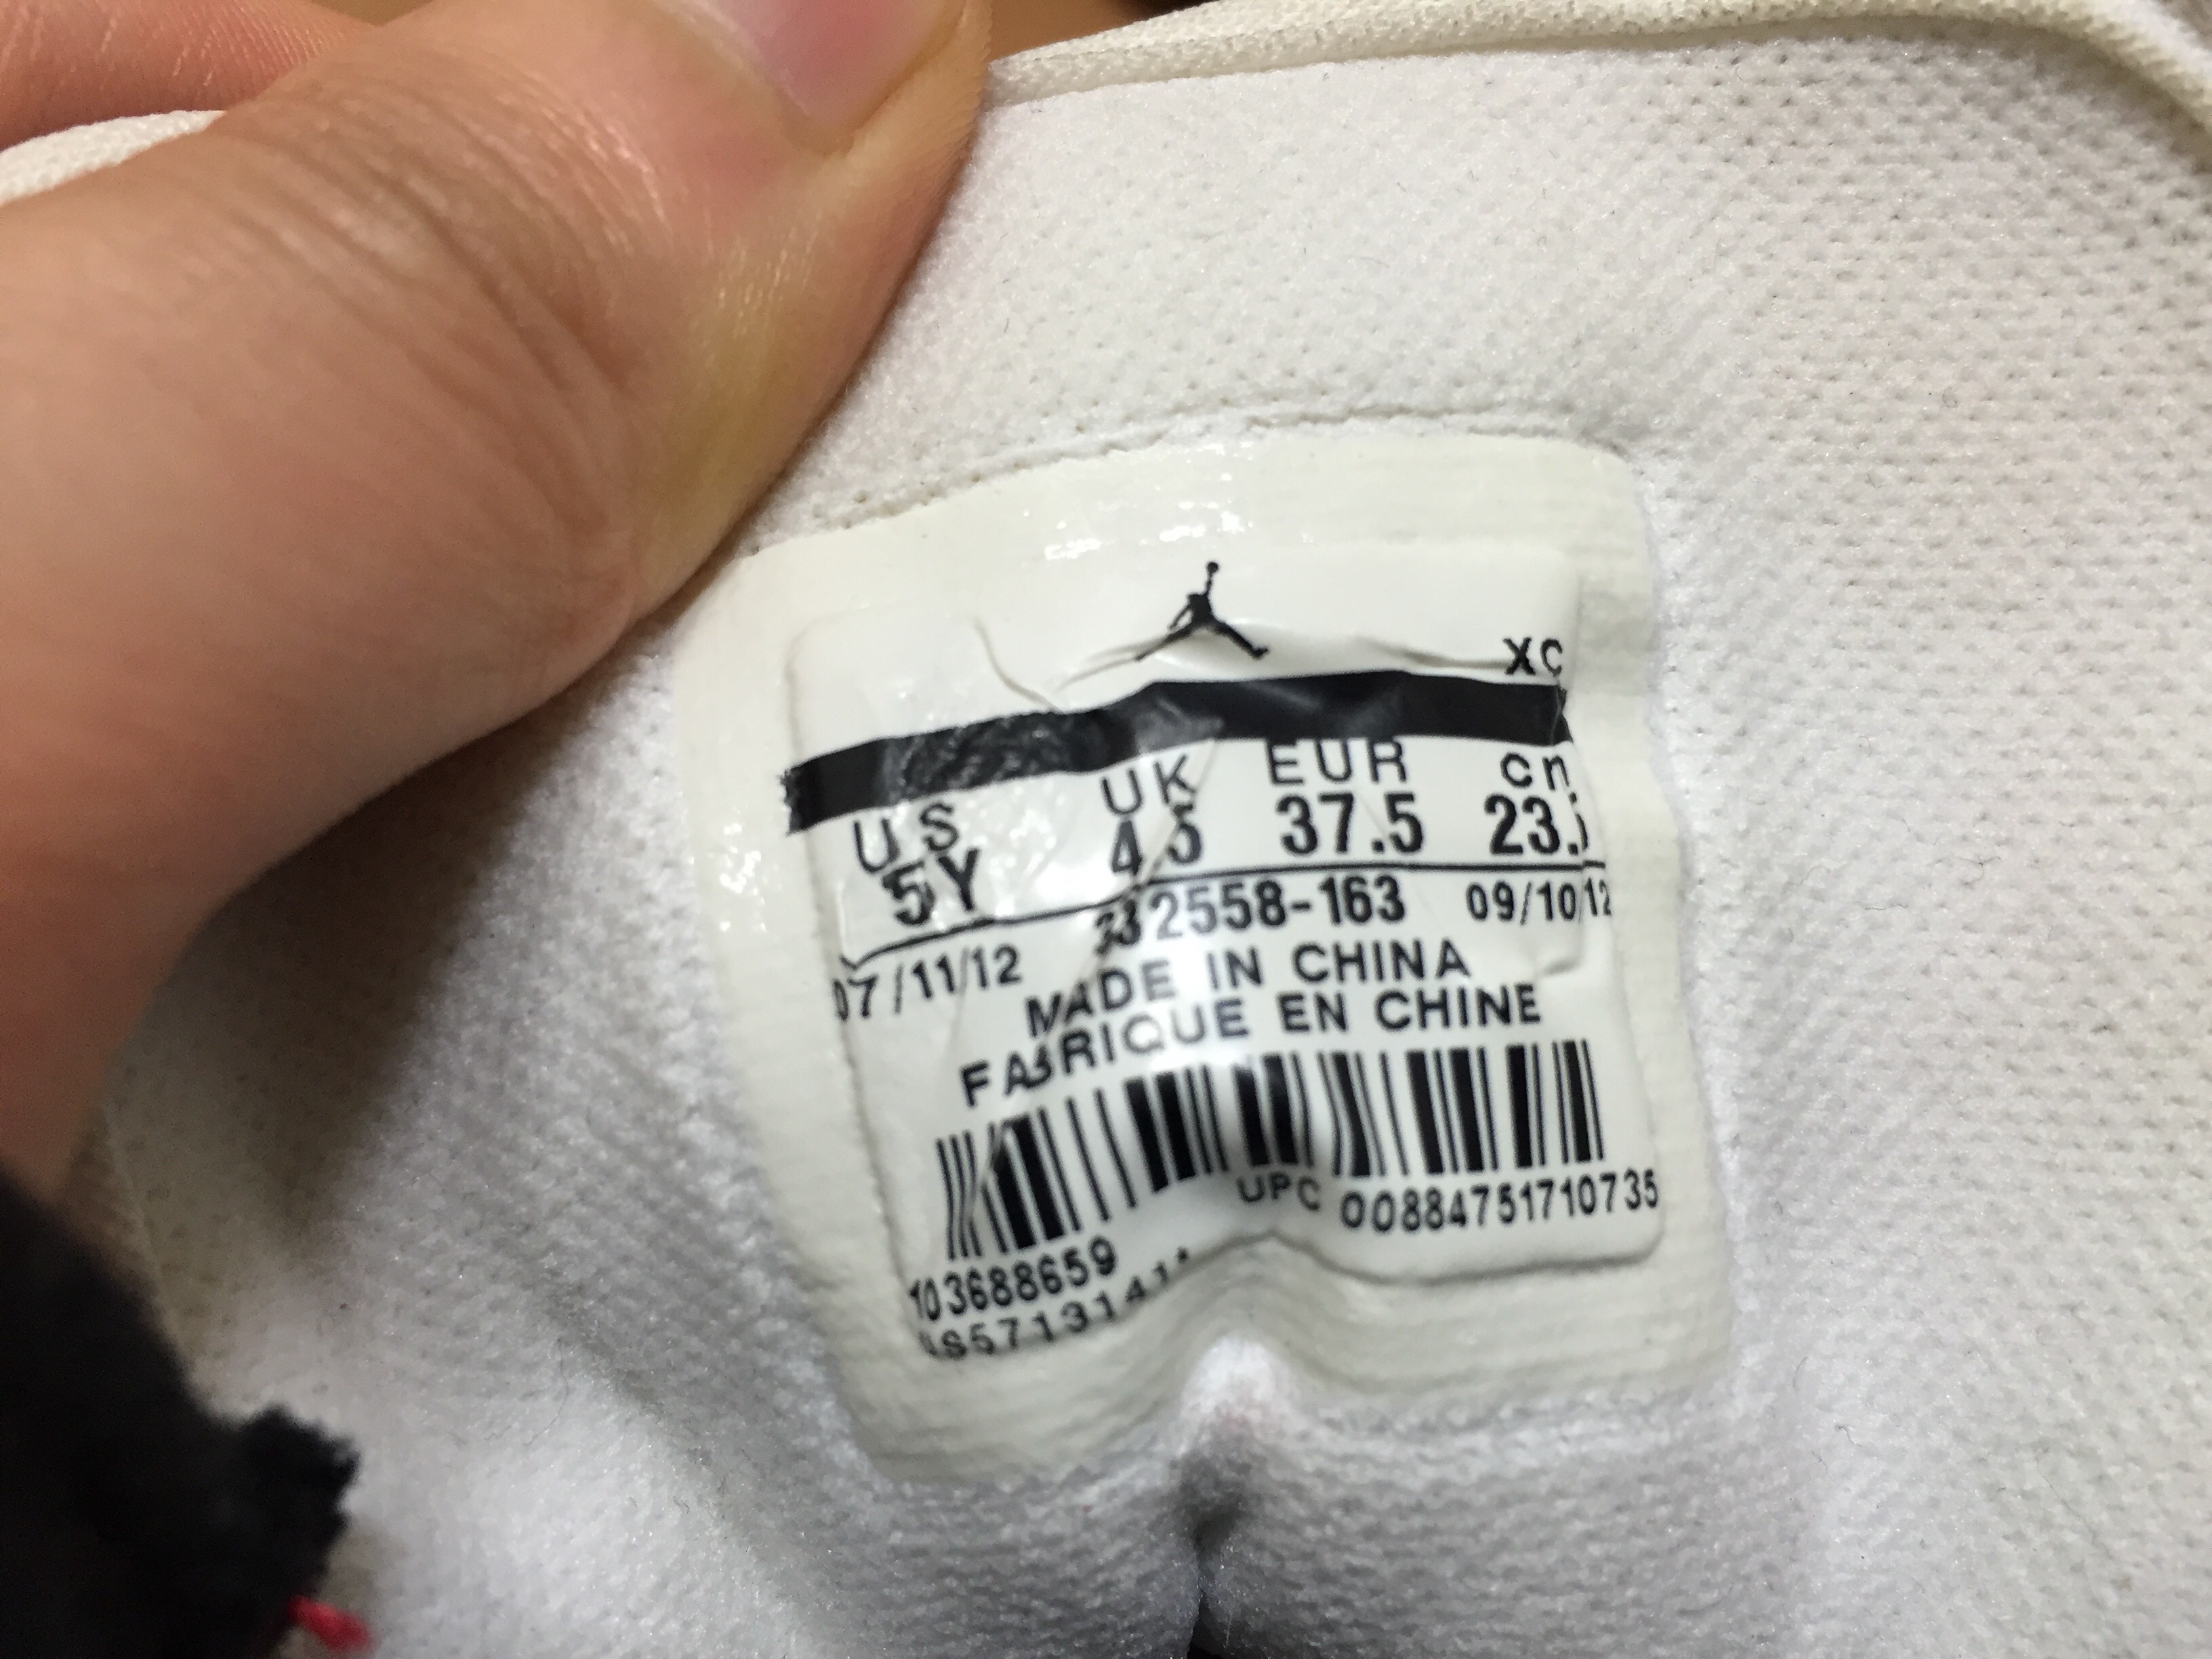 XC
US UK EUR cm
5Y 4.5 37.5 23.5
07/11/12 332558-163 09/10/12
MADE IN CHINA
FABRIQUE EN CHINE
UPC 00884751710735
103688659